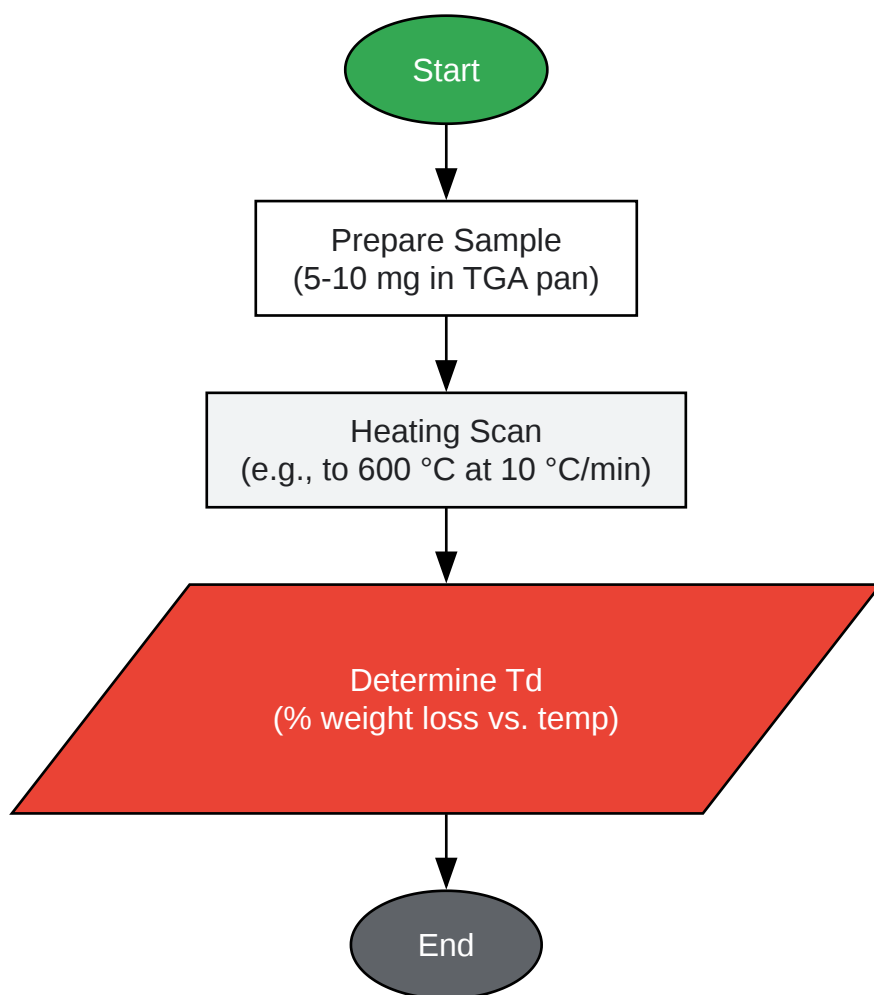 Start
Prepare Sample
(5-10 mg in TGA pan)
Heating Scan
(e.g., to 600 °C at 10 °C/min)
Determine Td
(% weight loss vs. temp)
End